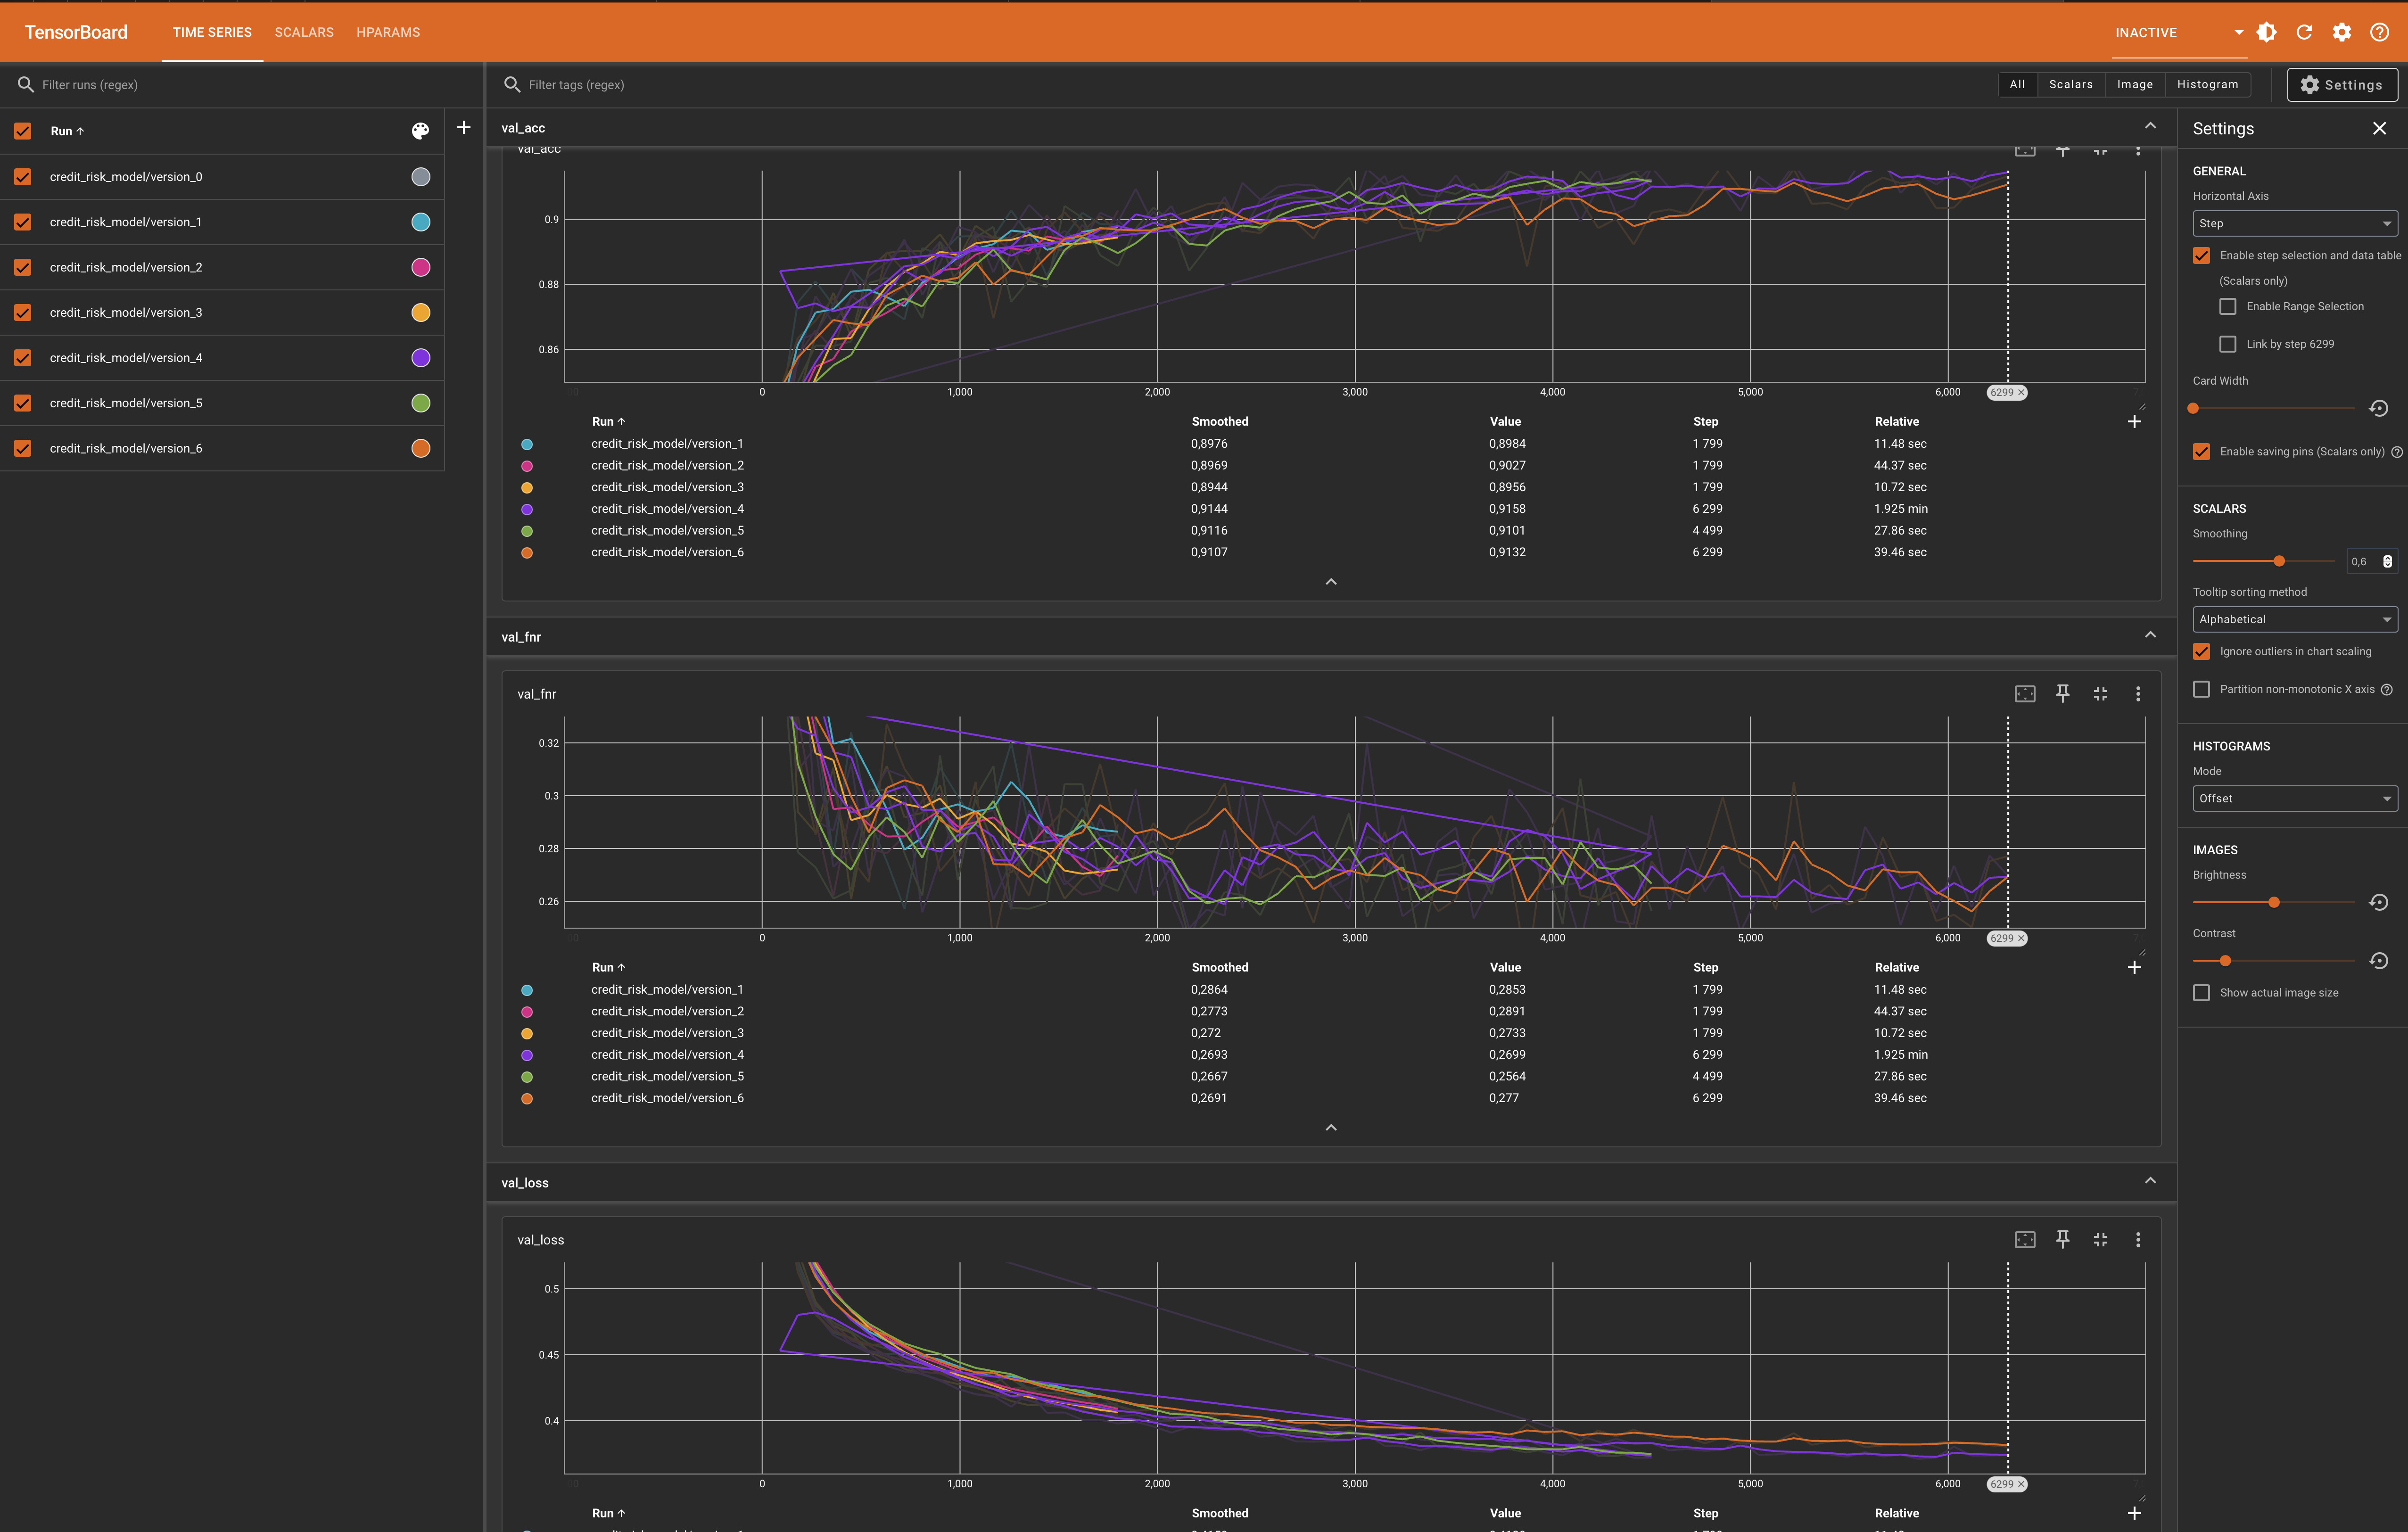 TensorBoard TIME SERIES SCALARS HPARAMS INACTIVE
Filter runs (regex)
Run
credit_risk_model/version_0
credit_risk_model/version_1
credit_risk_model/version_2
credit_risk_model/version_3
credit_risk_model/version_4
credit_risk_model/version_5
credit_risk_model/version_6
Filter tags (regex)
All Scalars Image Histogram Settings
val_acc
val_acc
0.9
0.88
0.86
0 1,000 2,000 3,000 4,000 5,000 6,000 6299
Run Smoothed Value Step Relative
credit_risk_model/version_1 0,8976 0,8984 1 799 11.48 sec
credit_risk_model/version_2 0,8969 0,9027 1 799 44.37 sec
credit_risk_model/version_3 0,8944 0,8956 1 799 10.72 sec
credit_risk_model/version_4 0,9144 0,9158 6 299 1.925 min
credit_risk_model/version_5 0,9116 0,9101 4 499 27.86 sec
credit_risk_model/version_6 0,9107 0,9132 6 299 39.46 sec
val_fnr
val_fnr
0.32
0.3
0.28
0.26
0 1,000 2,000 3,000 4,000 5,000 6,000 6299
Run Smoothed Value Step Relative
credit_risk_model/version_1 0,2864 0,2853 1 799 11.48 sec
credit_risk_model/version_2 0,2773 0,2891 1 799 44.37 sec
credit_risk_model/version_3 0,272 0,2733 1 799 10.72 sec
credit_risk_model/version_4 0,2693 0,2699 6 299 1.925 min
credit_risk_model/version_5 0,2667 0,2564 4 499 27.86 sec
credit_risk_model/version_6 0,2691 0,277 6 299 39.46 sec
val_loss
val_loss
0.5
0.45
0.4
0 1,000 2,000 3,000 4,000 5,000 6,000 6299
Run Smoothed Value Step Relative
Settings
GENERAL
Horizontal Axis
Step
Enable step selection and data table
(Scalars only)
Enable Range Selection
Link by step 6299
Card Width
Enable saving pins (Scalars only)
SCALARS
Smoothing
0,6
Tooltip sorting method
Alphabetical
Ignore outliers in chart scaling
Partition non-monotonic X axis
HISTOGRAMS
Mode
Offset
IMAGES
Brightness
Contrast
Show actual image size